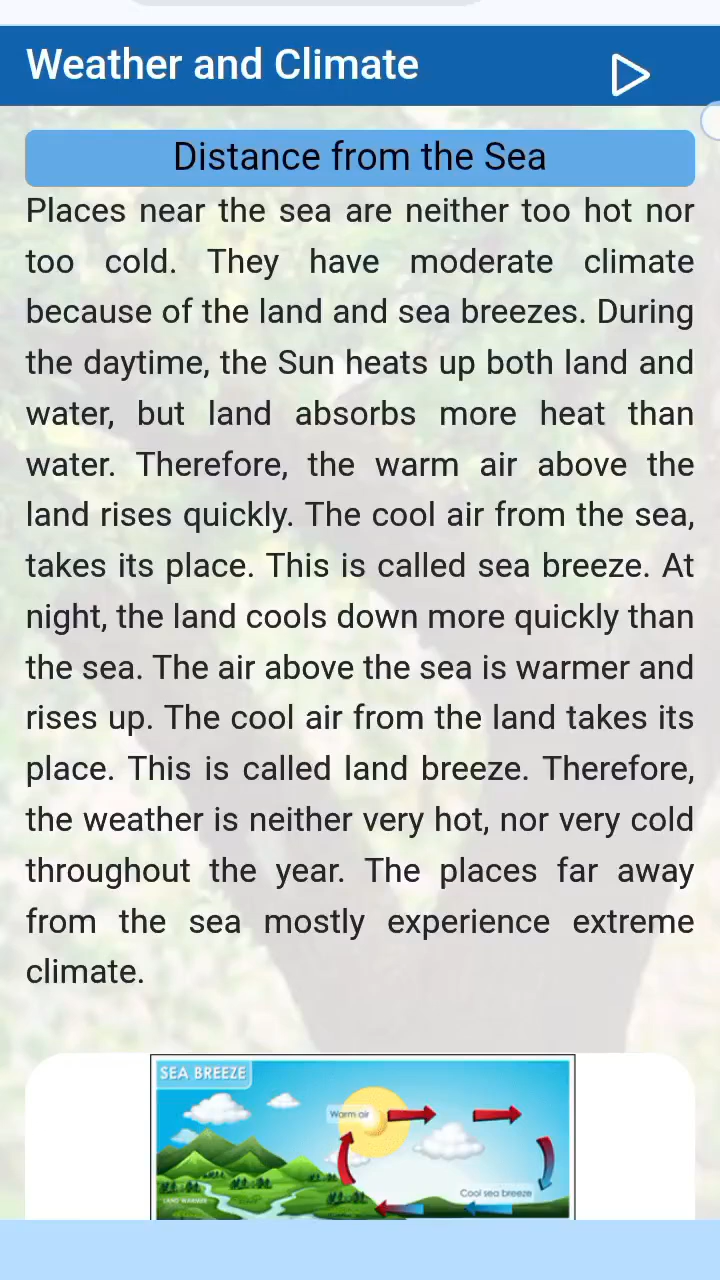 Weather and Climate
Distance from the Sea
Places near the sea are neither too hot nor
too cold. They have moderate climate
because of the land and sea breezes. During
the daytime, the Sun heats up both land and
water, but land absorbs more heat than
water. Therefore, the warm air above the
land rises quickly. The cool air from the sea,
takes its place. This is called sea breeze. At
night, the land cools down more quickly than
the sea. The air above the sea is warmer and
rises up. The cool air from the land takes its
place. This is called land breeze. Therefore,
the weather is neither very hot, nor very cold
throughout the year. The places far away
from the sea mostly experience extreme
climate.
SEA BREEZE
Warm air
Cool sea breeze
LAND WARMER